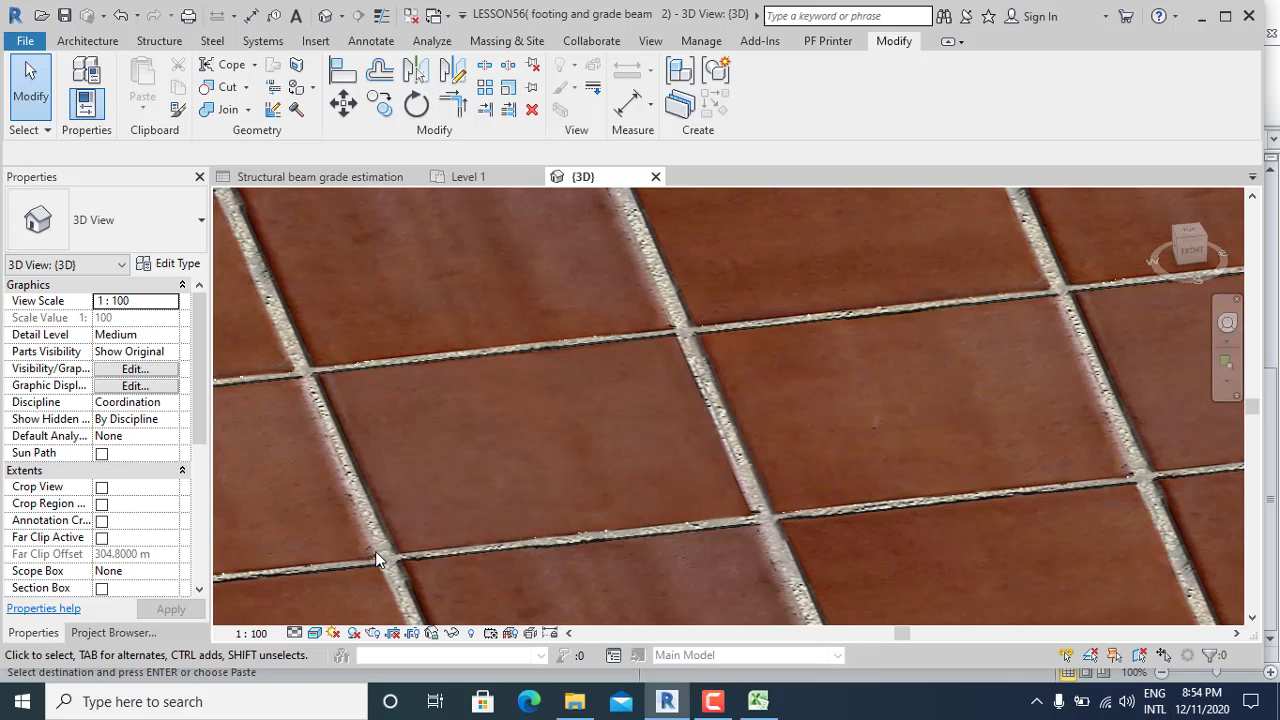 LESSON56( footing and grade beam 2) - 3D View: {3D}
Type a keyword or phrase
Sign In
File Architecture Structure Steel Systems Insert Annotate Analyze Massing & Site Collaborate View Manage Add-Ins PF Printer Modify
Modify
Properties
Paste
Cope
Cut
Join
Select Properties Clipboard Geometry Modify View Measure Create
Properties
Structural beam grade estimation
Level 1
{3D}
3D View
3D View: {3D}
Edit Type
Graphics
View Scale 1 : 100
Scale Value 1: 100
Detail Level Medium
Parts Visibility Show Original
Visibility/Grap... Edit...
Graphic Displ... Edit...
Discipline Coordination
Show Hidden ... By Discipline
Default Analy... None
Sun Path
Extents
Crop View
Crop Region ...
Annotation Cr...
Far Clip Active
Far Clip Offset 304.8000 m
Scope Box None
Section Box
Properties help
Apply
TOP
FRONT
W
Properties
Project Browser...
1 : 100
Click to select, TAB for alternates, CTRL adds, SHIFT unselects.
:0
Main Model
:0
Select destination and press ENTER or choose Paste
100%
Type here to search
ENG
INTL
8:54 PM
12/11/2020